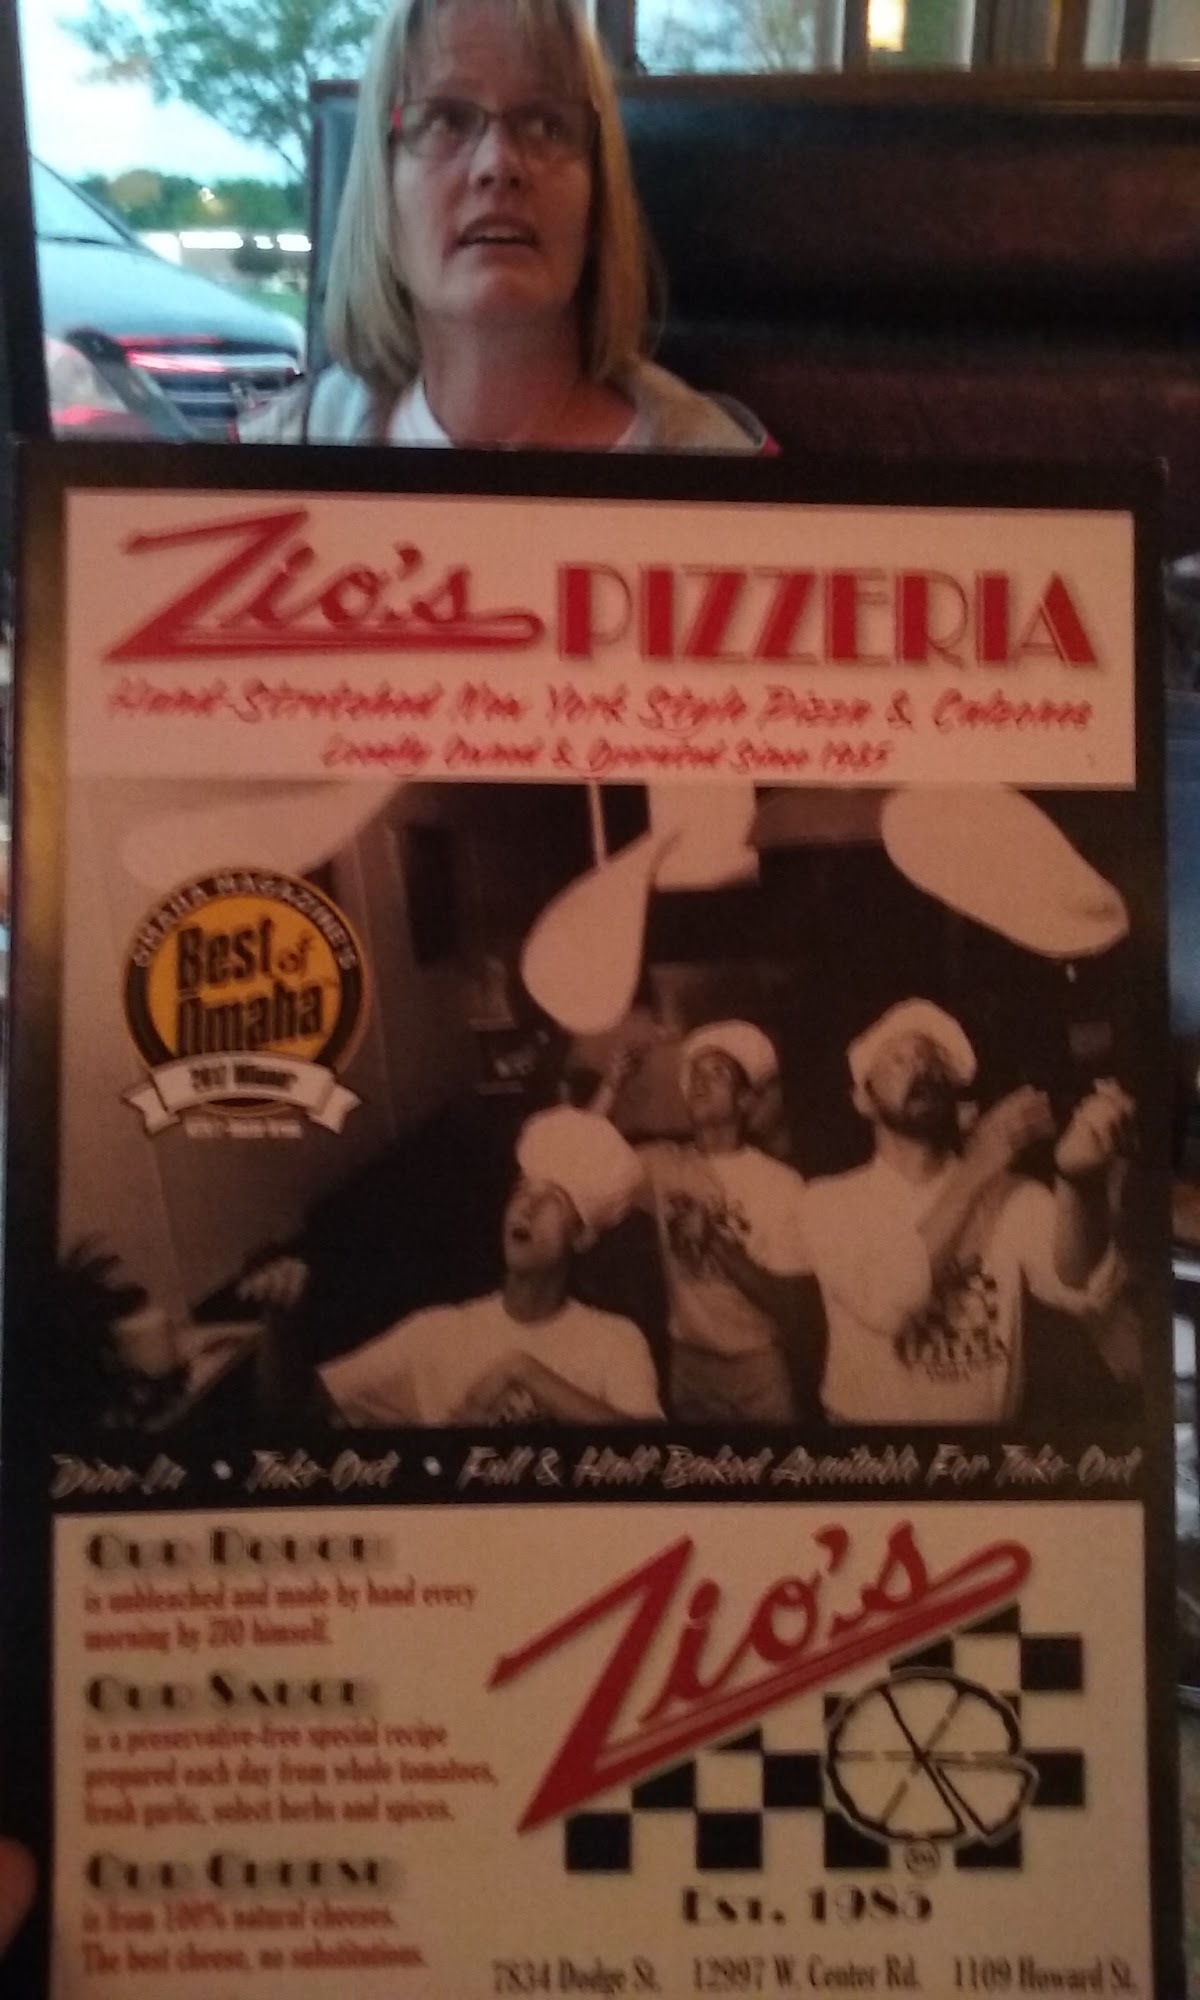 Zio's PIZZERIA
Hand-Stretched New York Style Pizza & Calzones
Locally Owned & Operated Since 1985
OMAHA MAGAZINE'S
Best of
Omaha™
2017 Winner
Dine-In • Take-Out • Full & Half-Baked Available For Take-Out
OUR DOUGH
is unbleached and made by hand every
morning by ZIO himself.
OUR SAUCE
is a preservative-free special recipe
prepared each day from whole tomatoes,
fresh garlic, select herbs and spices.
OUR CHEESE
is from 100% natural cheeses.
The best cheese, no substitutions.
Zio's
EST. 1985
7834 Dodge St. 12997 W. Center Rd. 1109 Howard St.